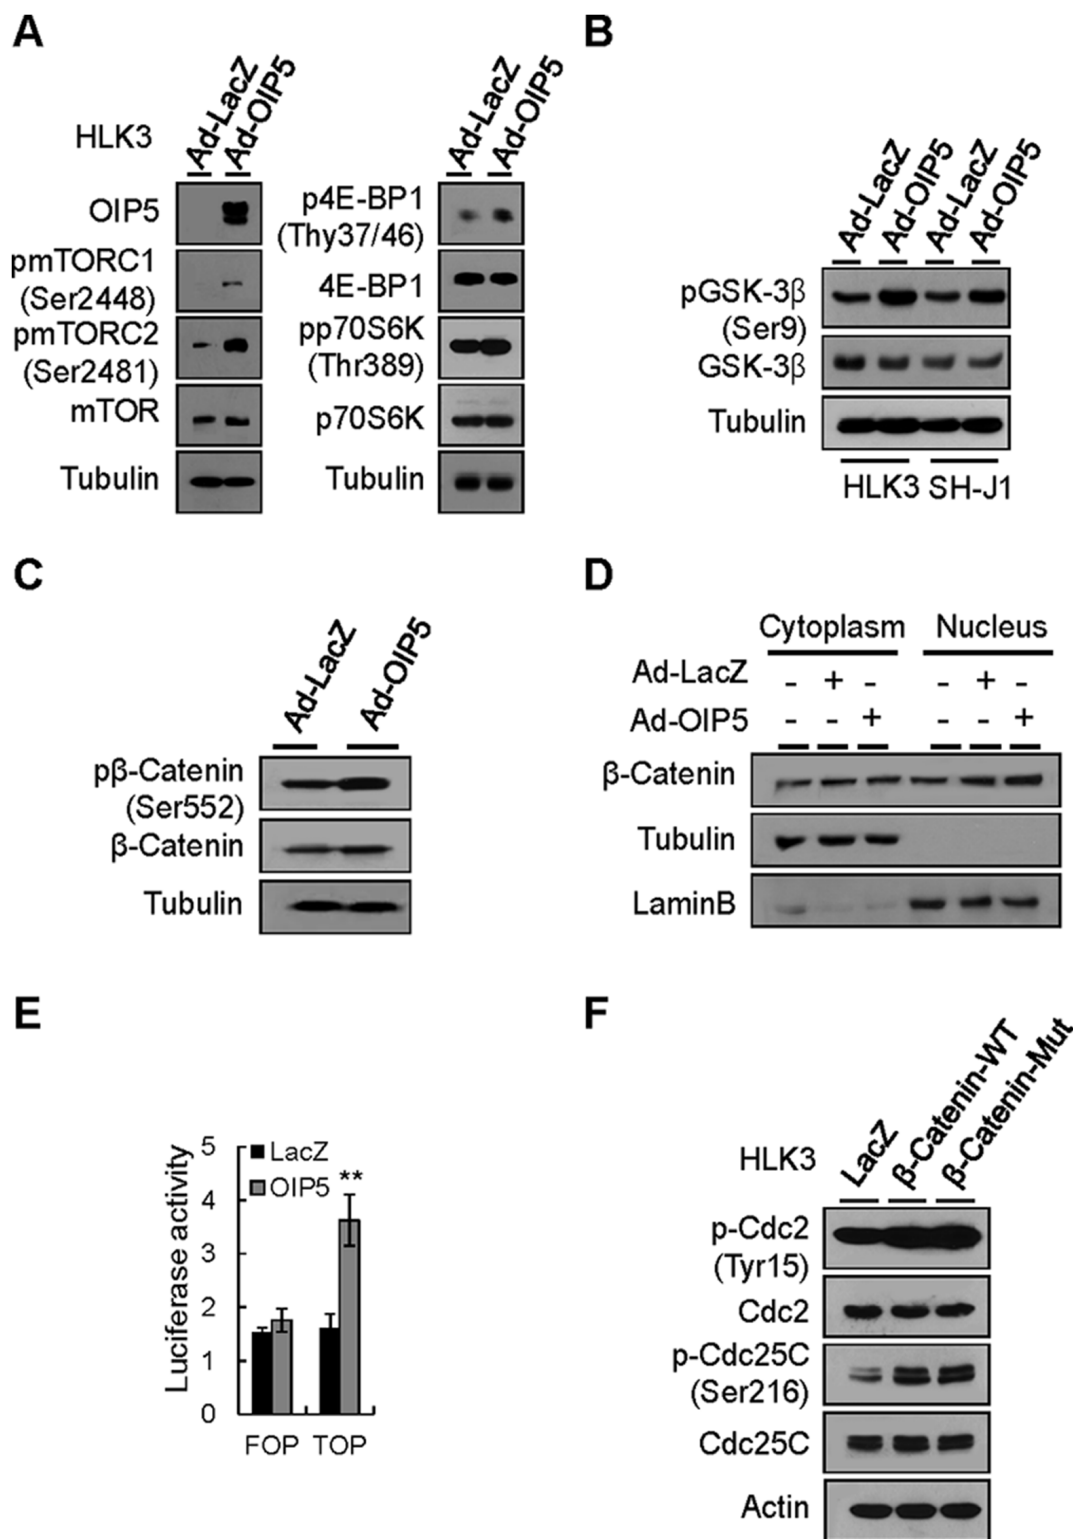 A
HLK3
Ad-LacZ
Ad-OIP5
OIP5
pmTORC1
(Ser2448)
pmTORC2
(Ser2481)
mTOR
Tubulin
Ad-LacZ
Ad-OIP5
p4E-BP1
(Thy37/46)
4E-BP1
pp70S6K
(Thr389)
p70S6K
Tubulin
B
Ad-LacZ
Ad-OIP5
Ad-LacZ
Ad-OIP5
pGSK-3β
(Ser9)
GSK-3β
Tubulin
HLK3 SH-J1
C
Ad-LacZ
Ad-OIP5
pβ-Catenin
(Ser552)
β-Catenin
Tubulin
D
Cytoplasm Nucleus
Ad-LacZ - + - - + -
Ad-OIP5 - - + - - +
β-Catenin
Tubulin
LaminB
E
Luciferase activity
5
4
3
2
1
0
LacZ
OIP5
**
FOP TOP
F
HLK3
LacZ
β-Catenin-WT
β-Catenin-Mut
p-Cdc2
(Tyr15)
Cdc2
p-Cdc25C
(Ser216)
Cdc25C
Actin